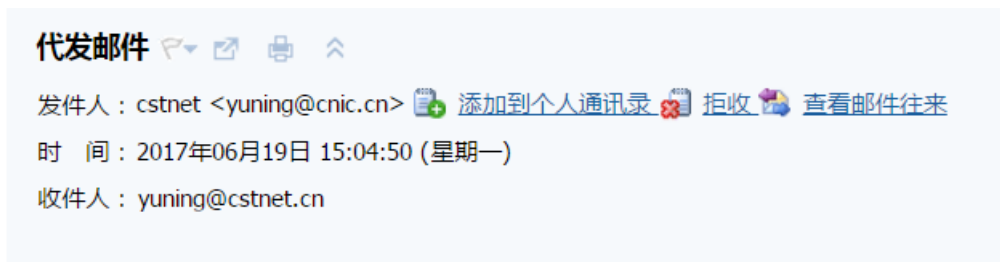 代发邮件
发件人：cstnet <yuning@cnic.cn> 添加到个人通讯录 拒收 查看邮件往来
时 间：2017年06月19日 15:04:50 (星期一)
收件人：yuning@cstnet.cn